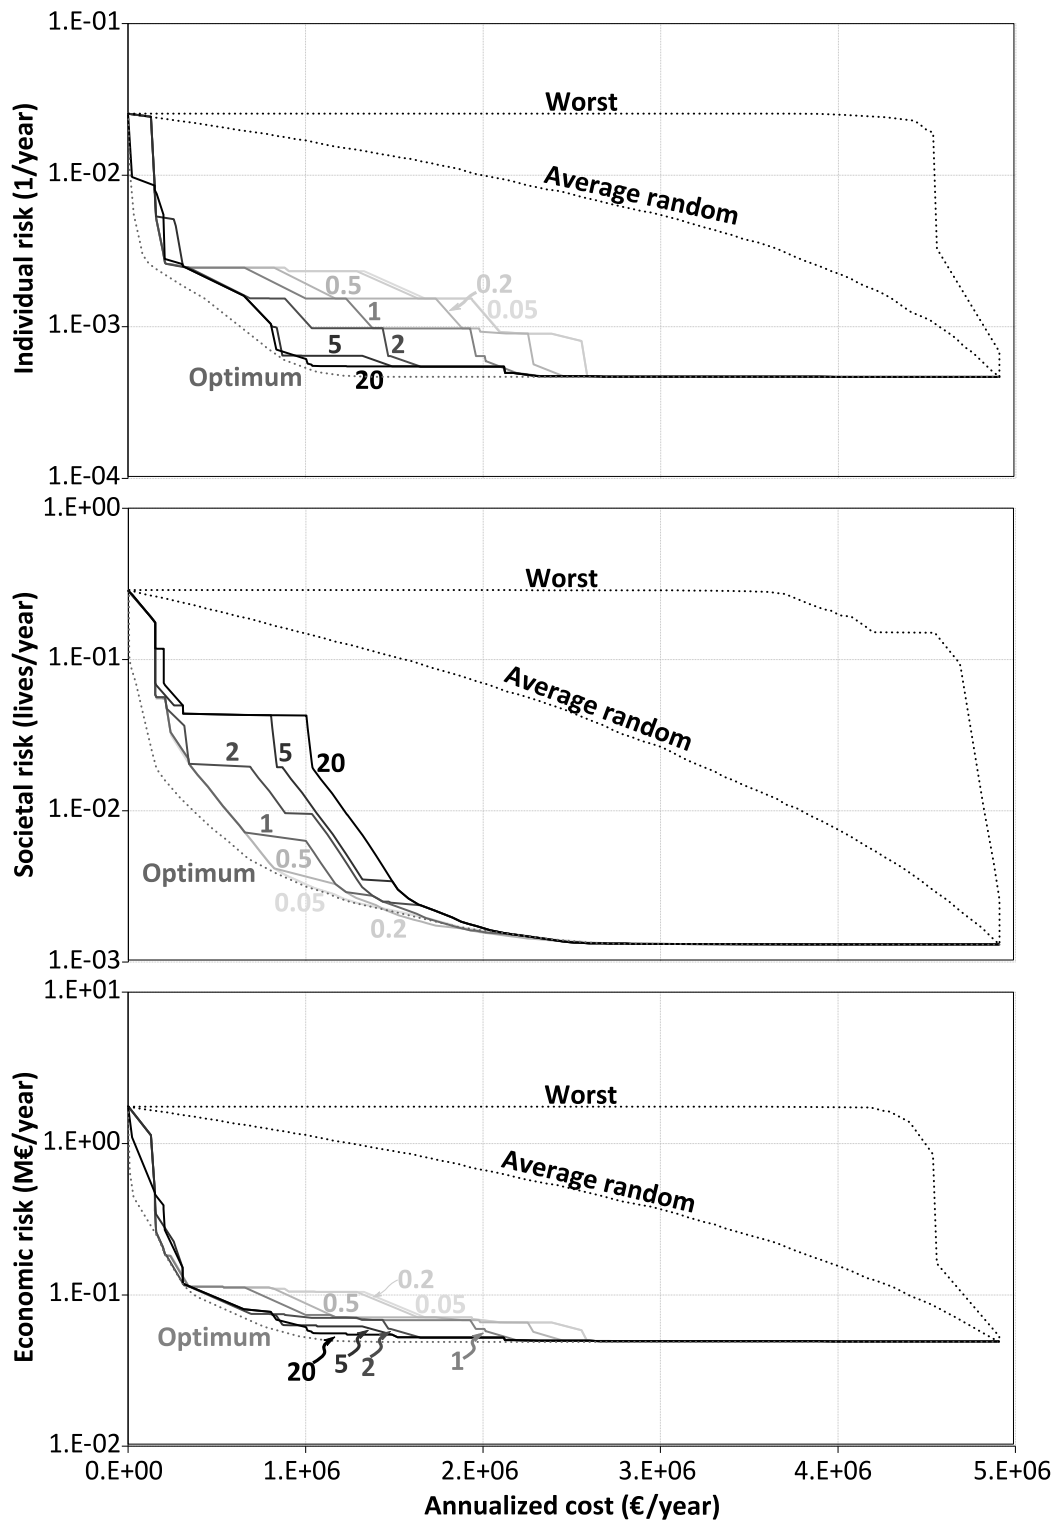 1.E-01
Worst
Individual risk (1/year)
1.E-02
Average random
0.5
0.2
0.05
1
1.E-03
5
2
Optimum
20
1.E-04
1.E+00
Worst
Societal risk (lives/year)
1.E-01
Average random
2
5
20
1.E-02
1
0.5
Optimum
0.05
0.2
1.E-03
1.E+01
Worst
Economic risk (M€/year)
1.E+00
Average random
0.2
1.E-01
0.5
0.05
Optimum
20
5
2
1
1.E-02
0.E+00 1.E+06 2.E+06 3.E+06 4.E+06 5.E+06
Annualized cost (€/year)